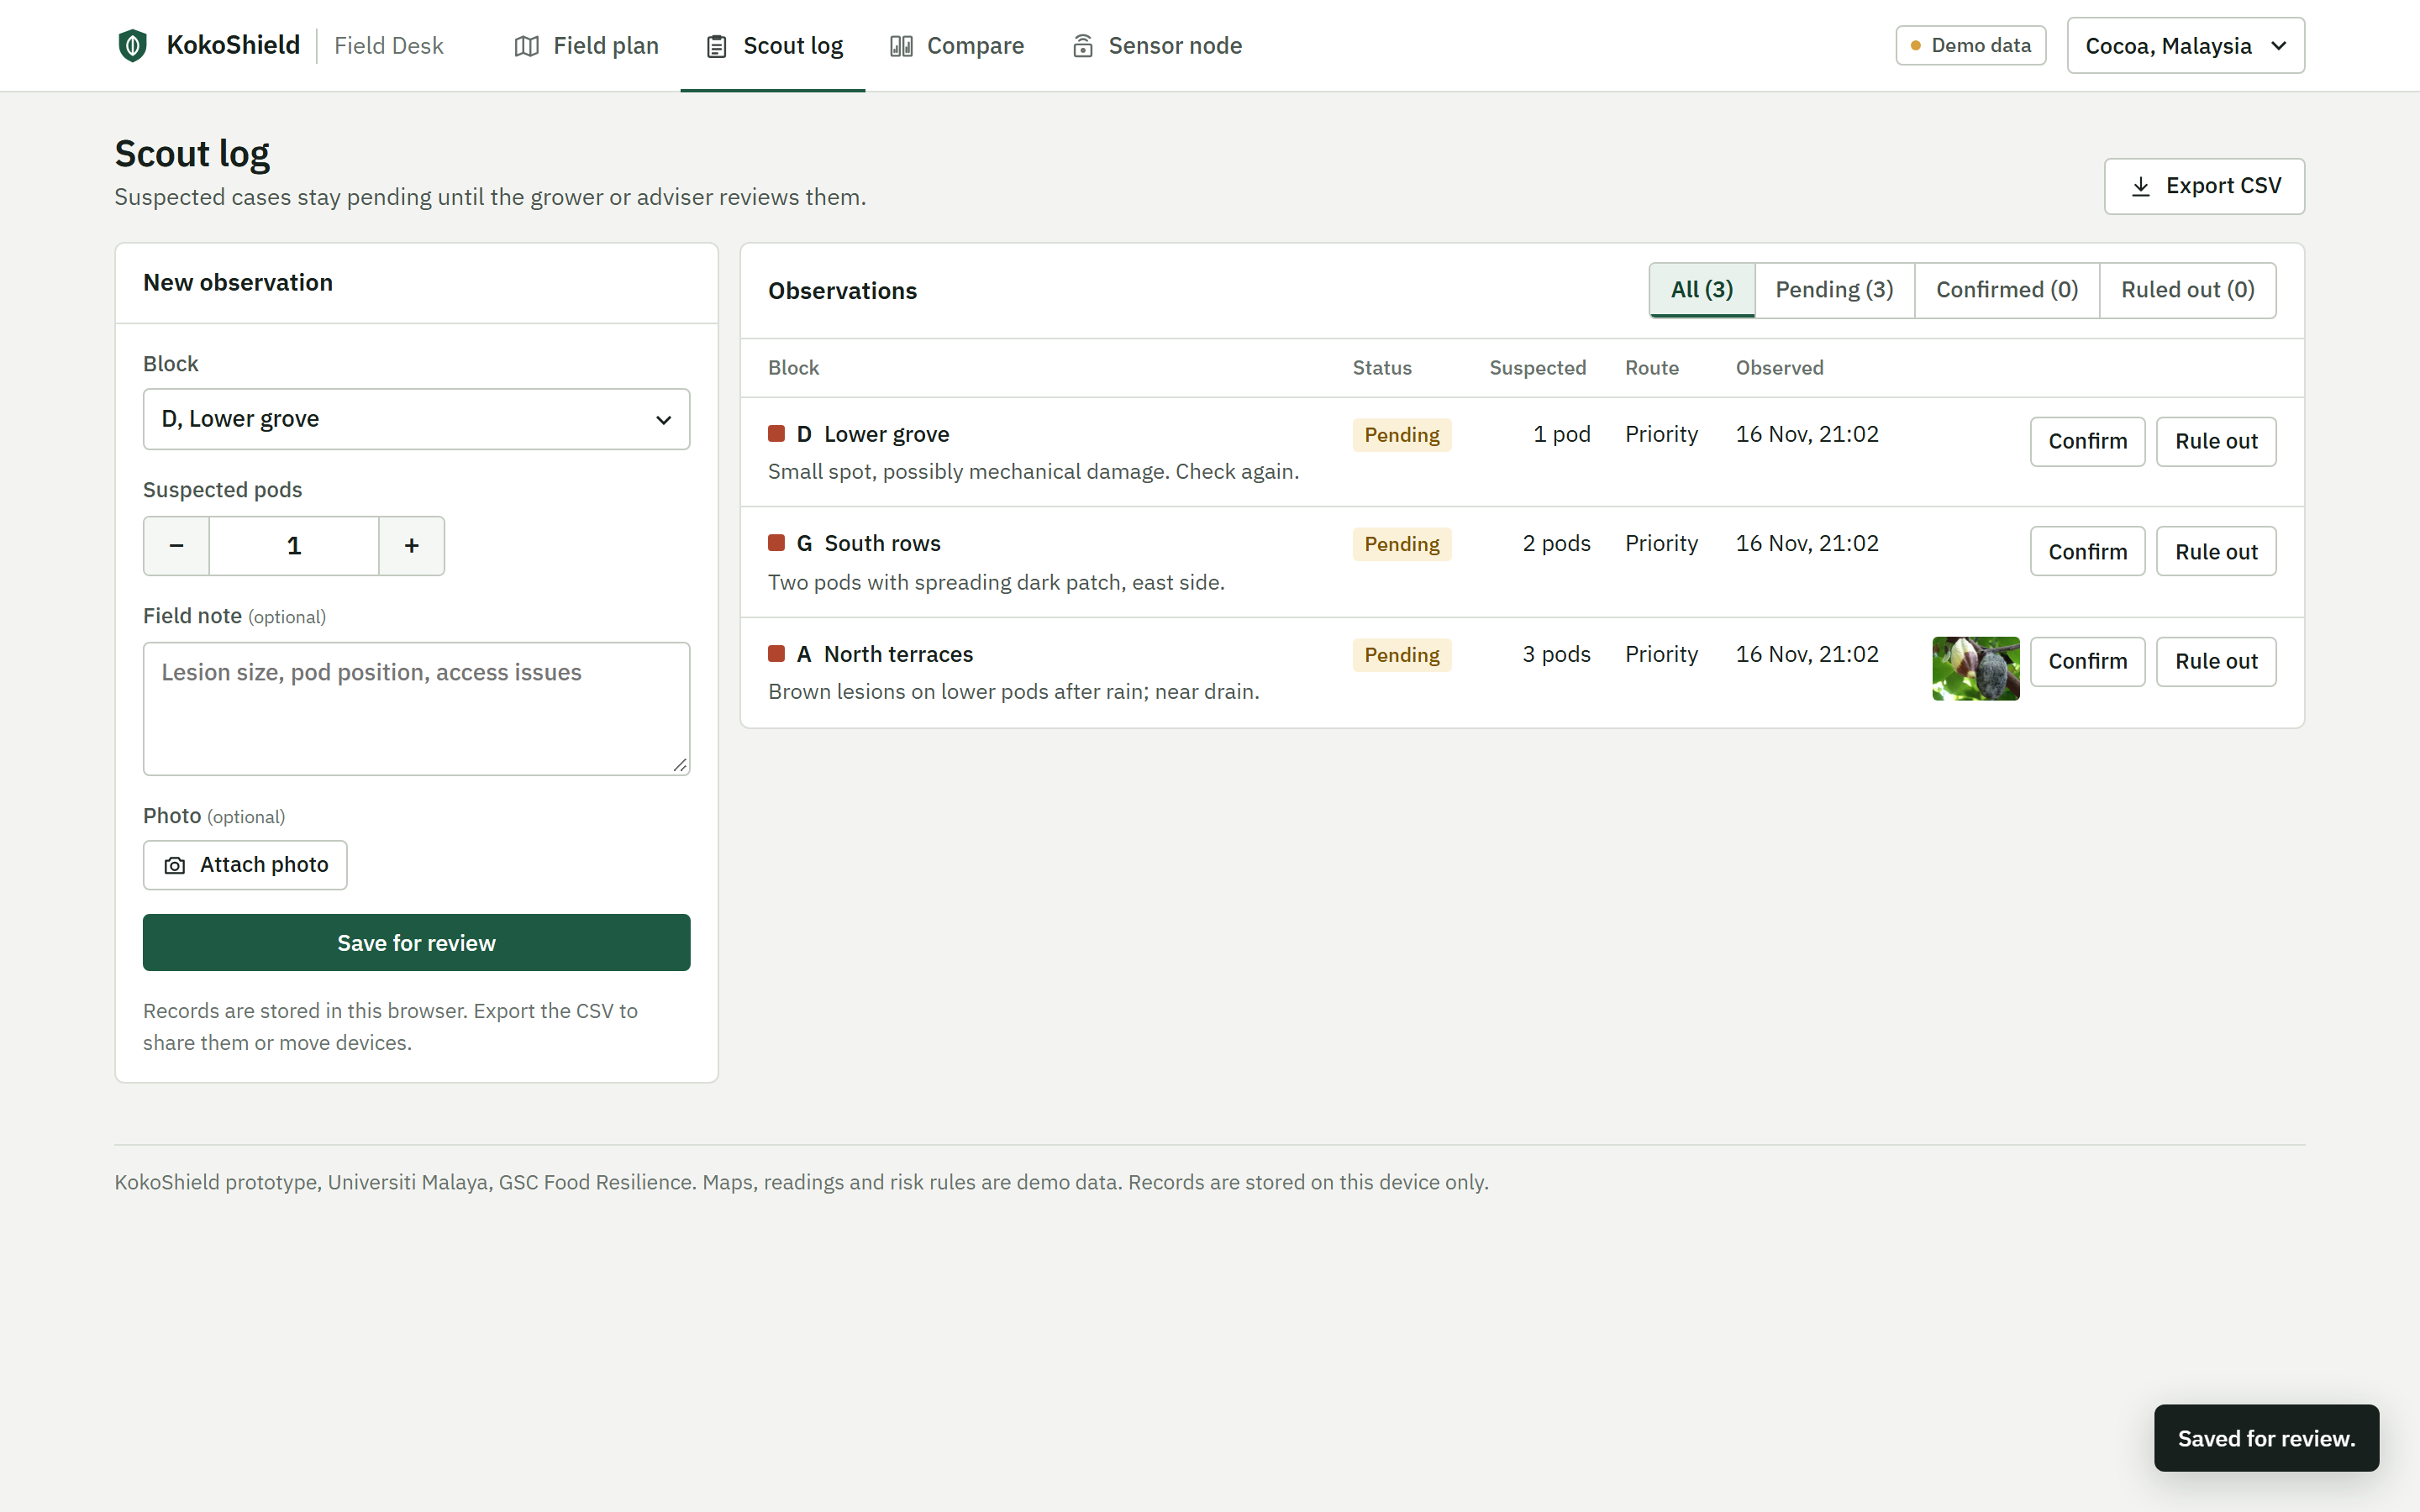 KokoShield
Field Desk
Field plan
Scout log
Compare
Sensor node
Demo data
Cocoa, Malaysia
Scout log
Suspected cases stay pending until the grower or adviser reviews them.
Export CSV
New observation
Block
D, Lower grove
Suspected pods
− 1 +
Field note (optional)
Lesion size, pod position, access issues
Photo (optional)
Attach photo
Save for review
Records are stored in this browser. Export the CSV to
share them or move devices.
Observations
All (3) Pending (3) Confirmed (0) Ruled out (0)
Block Status Suspected Route Observed
D Lower grove Pending 1 pod Priority 16 Nov, 21:02 Confirm Rule out
Small spot, possibly mechanical damage. Check again.
G South rows Pending 2 pods Priority 16 Nov, 21:02 Confirm Rule out
Two pods with spreading dark patch, east side.
A North terraces Pending 3 pods Priority 16 Nov, 21:02 Confirm Rule out
Brown lesions on lower pods after rain; near drain.
KokoShield prototype, Universiti Malaya, GSC Food Resilience. Maps, readings and risk rules are demo data. Records are stored on this device only.
Saved for review.